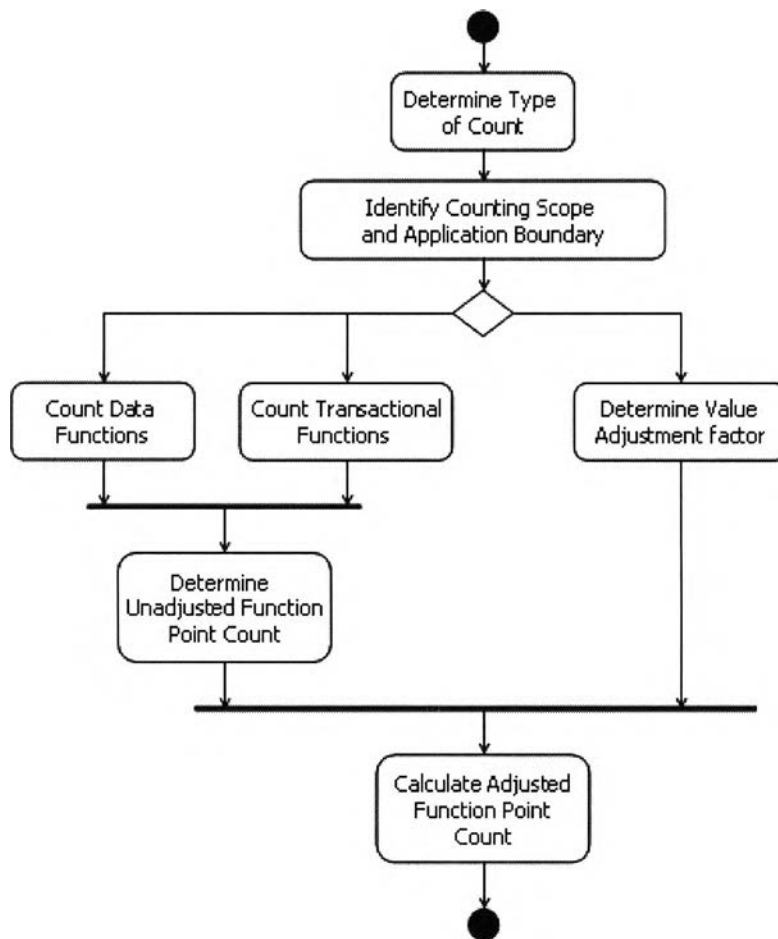 Determine Type
of Count
Identify Counting Scope
and Application Boundary
Count Data
Functions
Count Transactional
Functions
Determine Value
Adjustment factor
Determine
Unadjusted Function
Point Count
Calculate Adjusted
Function Point
Count